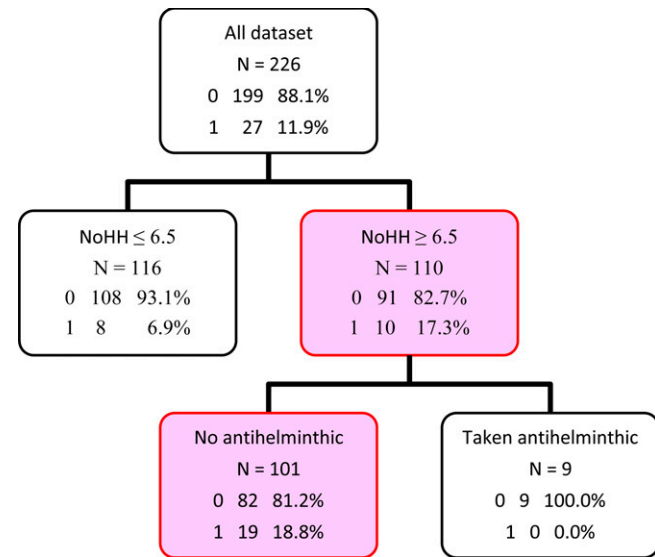 All dataset
N = 226
0 199 88.1%
1 27 11.9%
NoHH ≤ 6.5
N = 116
0 108 93.1%
1 8 6.9%
NoHH ≥ 6.5
N = 110
0 91 82.7%
1 10 17.3%
No antihelminthic
N = 101
0 82 81.2%
1 19 18.8%
Taken antihelminthic
N = 9
0 9 100.0%
1 0 0.0%